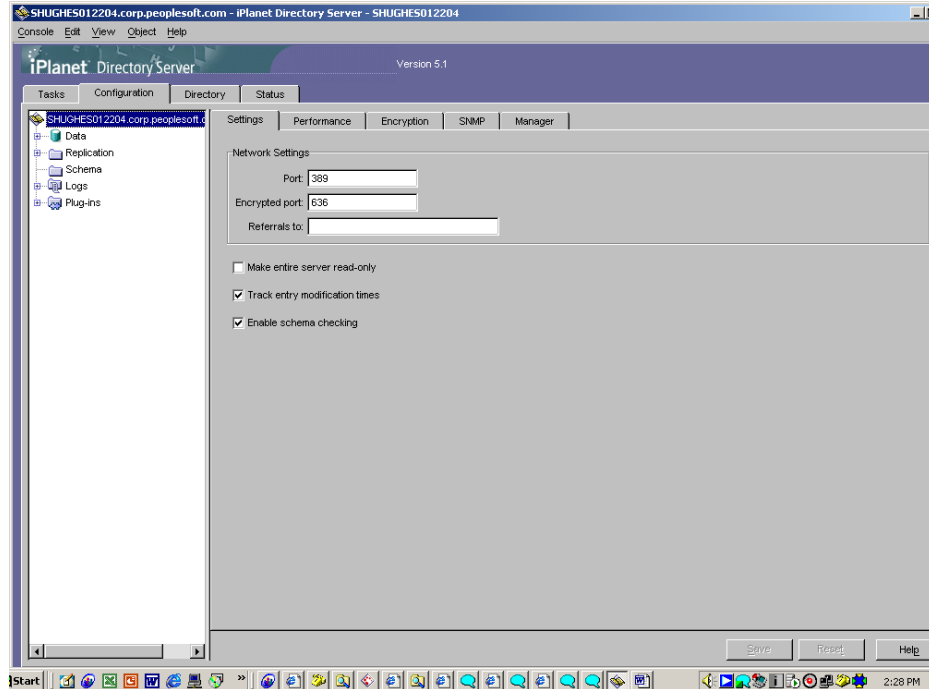 SHUGHES012204.corp.peoplesoft.com - iPlanet Directory Server - SHUGHES012204
Console Edit View Object Help
iPlanet Directory Server
Version 5.1
Tasks Configuration Directory Status
SHUGHES012204.corp.peoplesoft.c
Data
Replication
Schema
Logs
Plug-ins
Settings Performance Encryption SNMP Manager
Network Settings
Port: 389
Encrypted port: 636
Referrals to:
Make entire server read-only
Track entry modification times
Enable schema checking
Save Reset Help
Start » 2:28 PM